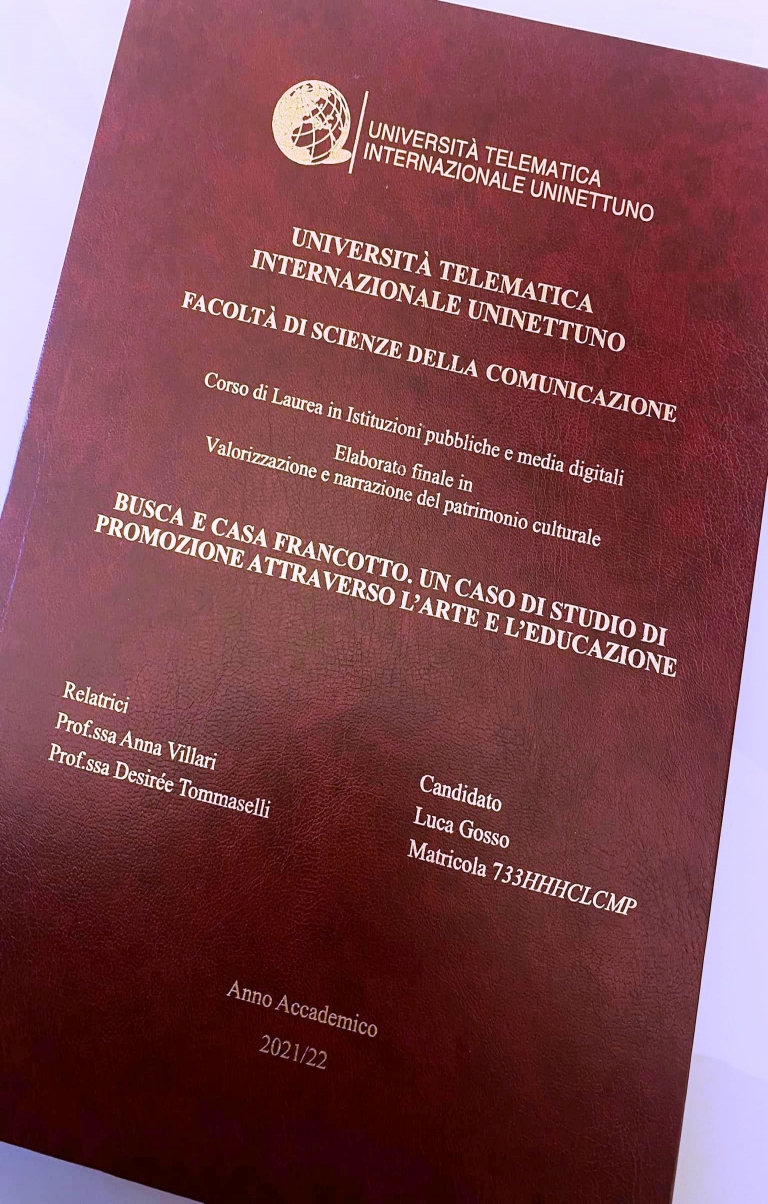 UNIVERSITÀ TELEMATICA
INTERNAZIONALE UNINETTUNO
UNIVERSITÀ TELEMATICA
INTERNAZIONALE UNINETTUNO
FACOLTÀ DI SCIENZE DELLA COMUNICAZIONE
Corso di Laurea in Istituzioni pubbliche e media digitali
Elaborato finale in
Valorizzazione e narrazione del patrimonio culturale
BUSCA E CASA FRANCOTTO. UN CASO DI STUDIO DI
PROMOZIONE ATTRAVERSO L'ARTE E L'EDUCAZIONE
Relatrici
Prof.ssa Anna Villari
Prof.ssa Desirée Tommaselli
Candidato
Luca Gosso
Matricola 733HHHCLCMP
Anno Accademico
2021/22